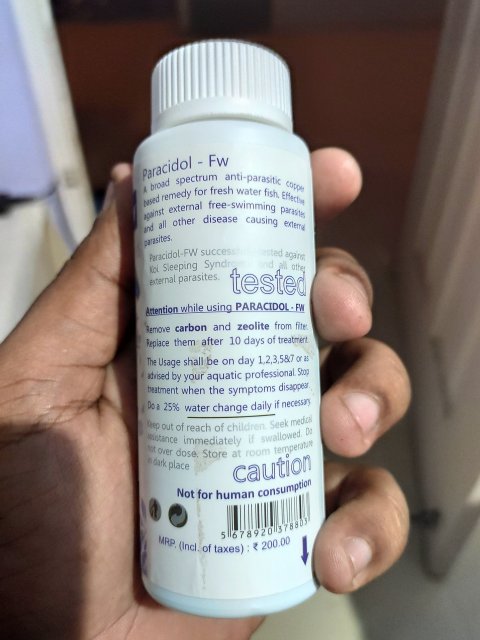 Paracidol - Fw
A broad spectrum anti-parasitic copper
based remedy for fresh water fish. Effective
against external free-swimming parasites
and all other disease causing external
parasites.
Paracidol-FW successfully tested against
Koi Sleeping Syndrome and all other
external parasites.
tested
Attention while using PARACIDOL - FW
Remove carbon and zeolite from filter.
Replace them after 10 days of treatment.
The Usage shall be on day 1,2,3,5&7 or as
advised by your aquatic professional. Stop
treatment when the symptoms disappear.
Do a 25% water change daily if necessary.
Keep out of reach of children. Seek medical
assistance immediately if swallowed. Do
not over dose. Store at room temperature
in dark place
caution
Not for human consumption
5 678920 378803
MRP. (Incl. of taxes) : ₹ 200.00